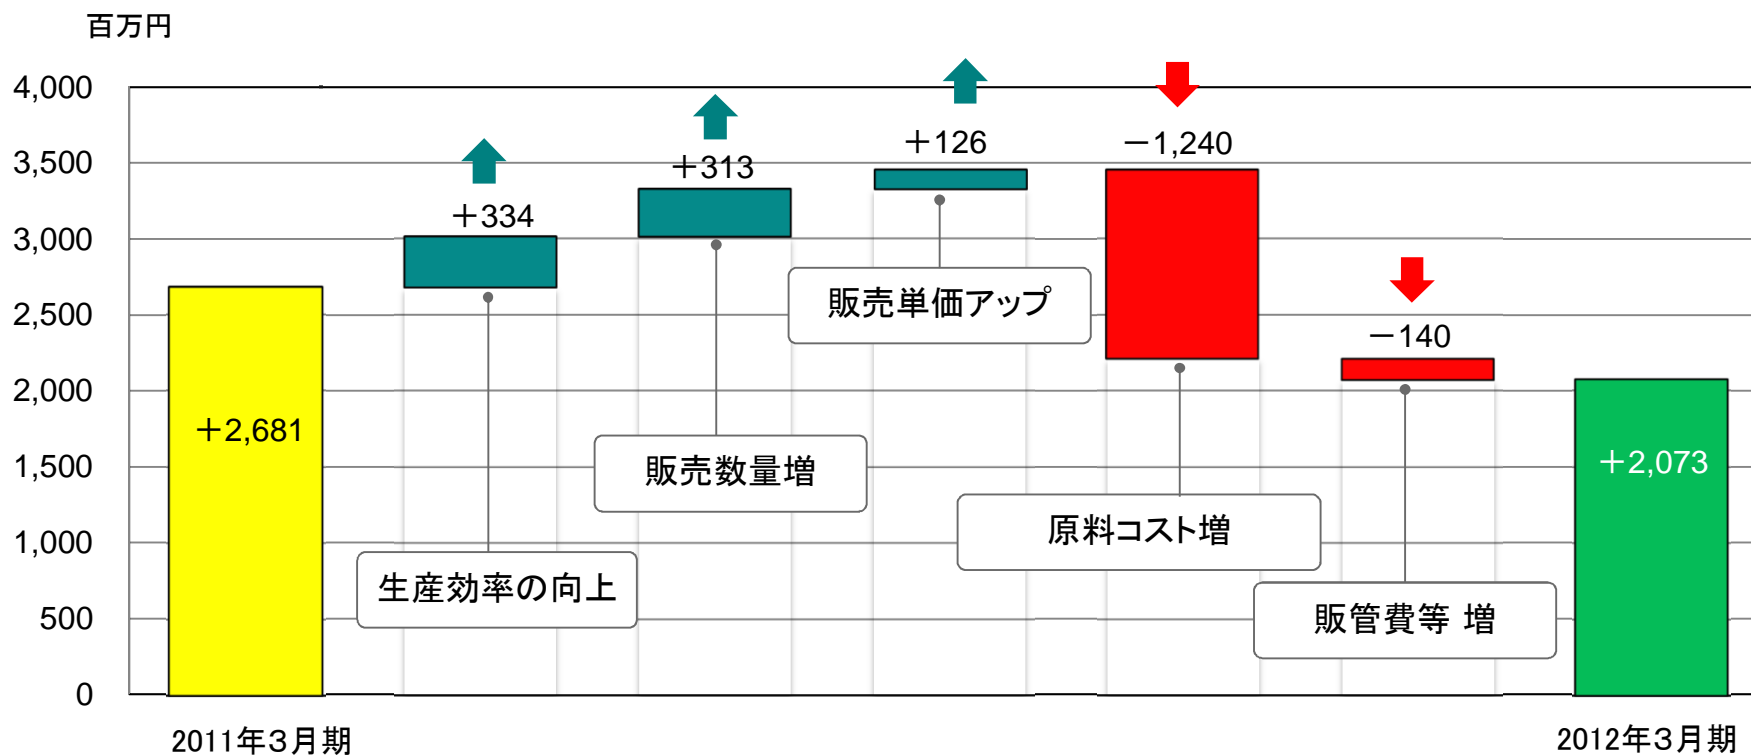 百万円
4,000
3,500
3,000
2,500
2,000
1,500
1,000
500
0
＋2,681
＋334
＋313
＋126
－1,240
－140
＋2,073
生産効率の向上
販売数量増
販売単価アップ
原料コスト増
販管費等 増
2011年３月期
2012年３月期